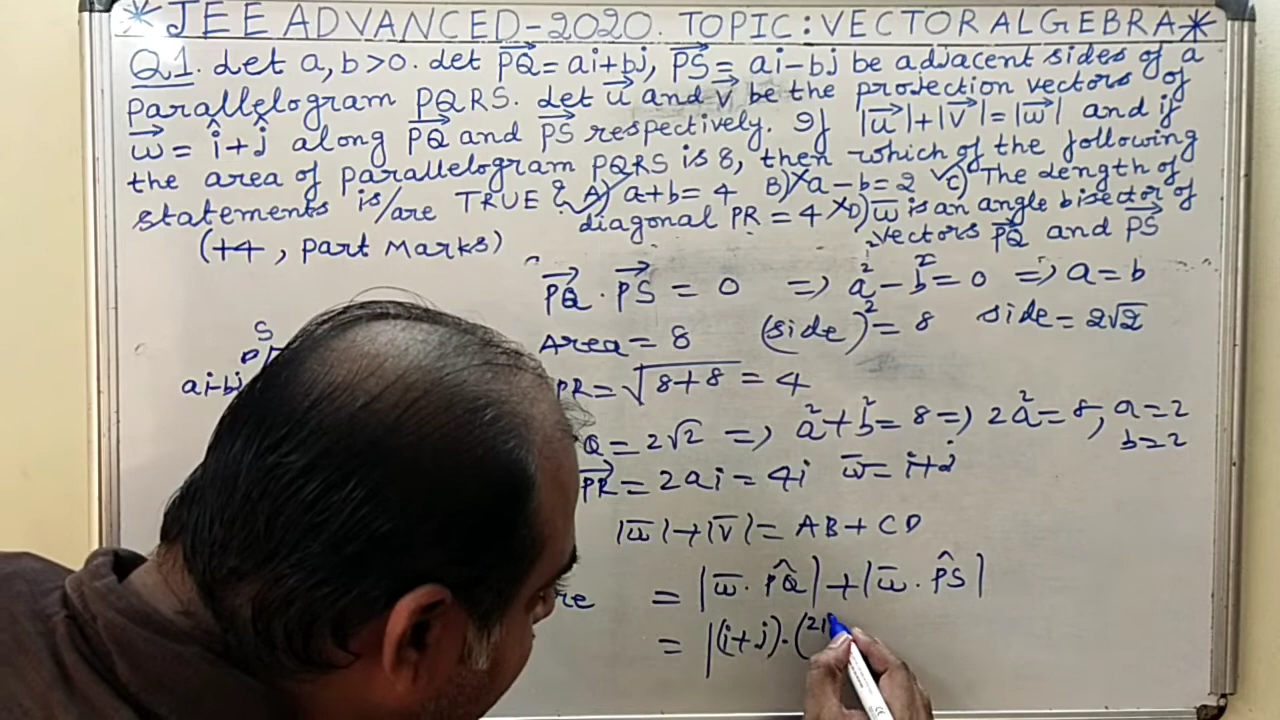 *JEE ADVANCED-2020. TOPIC: VECTOR ALGEBRA*
Q1. Let a, b>0. Let PQ⃗ = ai+bj, PS⃗ = ai-bj be adjacent sides of a
parallelogram PQRS. Let u⃗ and v⃗ be the projection vectors of
w⃗ = î+ĵ along PQ⃗ and PS⃗ respectively. If |u⃗|+|v⃗|=|w⃗| and if
the area of parallelogram PQRS is 8, then which of the following
statements is/are TRUE? A) a+b=4 B) a-b=2 C) The length of
diagonal PR=4 D) w̅ is an angle bisector of
vectors PQ⃗ and PS⃗
(+4, part marks)
PQ⃗ . PS⃗ = 0 ⇒ a²-b²=0 ⇒ a=b
Area = 8 (side)² = 8 side = 2√2
PR = √8+8 = 4
Q = 2√2 ⇒ a²+b²=8 ⇒ 2a²=8, a=2
b=2
PR⃗ = 2ai = 4i w̅ = i+j
|u̅|+|v̅| = AB + CD
= |w̅. PQ̂|+|w̅. PŜ|
= |(i+j).(2i
S
D
ai-bj
re